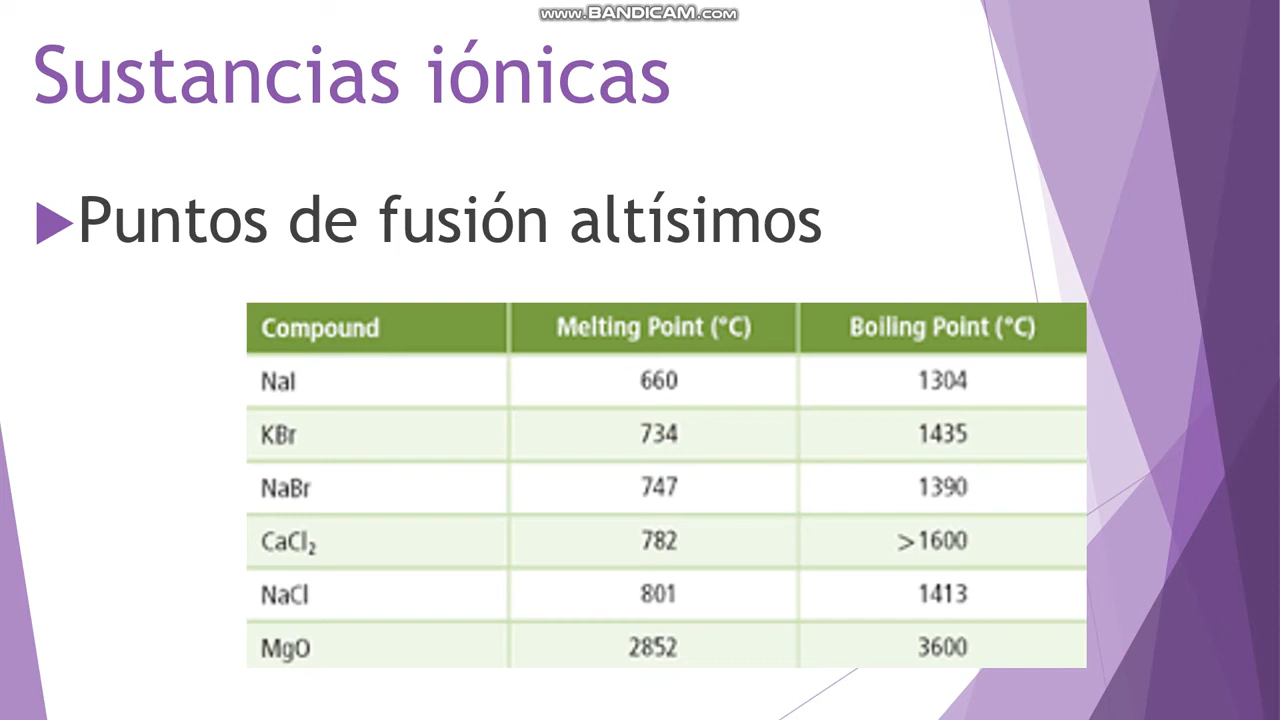 www.BANDICAM.com
Sustancias iónicas
Puntos de fusión altísimos
Compound Melting Point (°C) Boiling Point (°C)
NaI 660 1304
KBr 734 1435
NaBr 747 1390
CaCl₂ 782 >1600
NaCl 801 1413
MgO 2852 3600